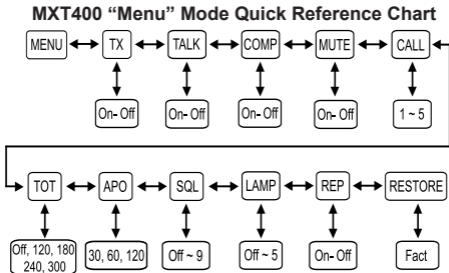 MXT400 “Menu” Mode Quick Reference Chart
MENU TX TALK COMP MUTE CALL
On- Off On- Off On- Off On- Off 1 ~ 5
TOT APO SQL LAMP REP RESTORE
Off, 120, 180
240, 300
30, 60, 120 Off ~ 9 Off ~ 5 On- Off Fact